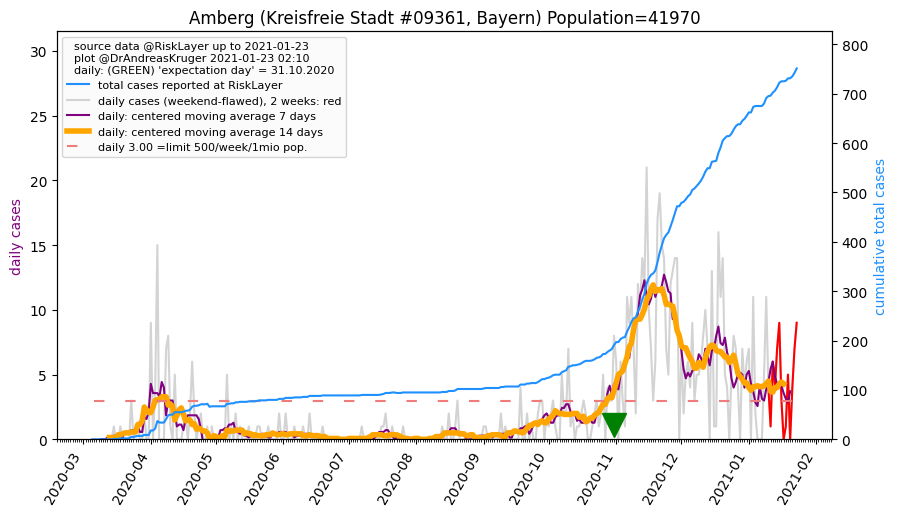 Amberg (Kreisfreie Stadt #09361, Bayern) Population=41970
source data @RiskLayer up to 2021-01-23
plot @DrAndreasKruger 2021-01-23 02:10
daily: (GREEN) 'expectation day' = 31.10.2020
total cases reported at RiskLayer
daily cases (weekend-flawed), 2 weeks: red
daily: centered moving average 7 days
daily: centered moving average 14 days
daily 3.00 =limit 500/week/1mio pop.
daily cases
30
25
20
15
10
5
0
cumulative total cases
800
700
600
500
400
300
200
100
0
2020-03
2020-04
2020-05
2020-06
2020-07
2020-08
2020-09
2020-10
2020-11
2020-12
2021-01
2021-02